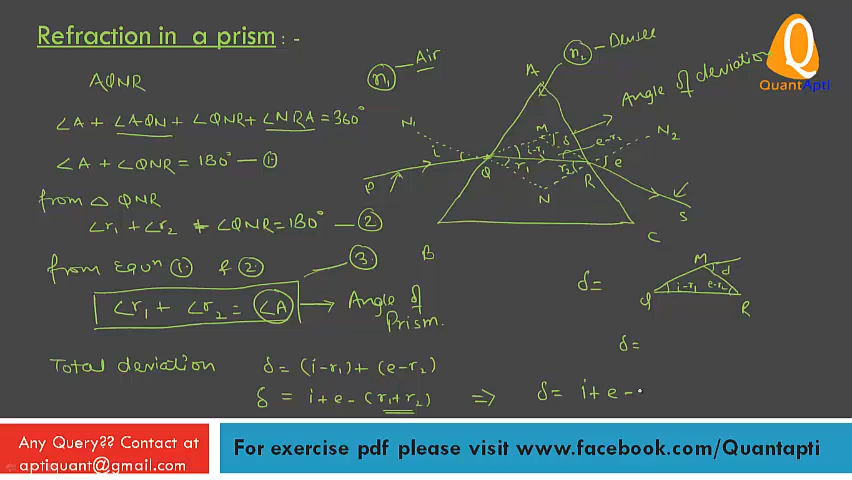 Refraction in a prism : -
AQNR
∠A + ∠AQN + ∠QNR + ∠NRA = 360°
∠A + ∠QNR = 180° — ①
from △ QNR
∠r₁ + ∠r₂ + ∠QNR = 180° — ②
from Equⁿ ① & ②
③
∠r₁ + ∠r₂ = ∠A → Angle of
Prism.
Total deviation δ = (i-r₁) + (e-r₂)
δ = i+e - (r₁+r₂) ⇒ δ = i+e -
n₁ — Air
n₂ — Denser
Angle of deviation
A
N₁
M
δ
N₂
i
i-r₁
e-r₂
e
P
Q
r₁
r₂
R
N
S
B
C
δ =
M
d
Q
i-r₁
e-r₂
R
δ =
QuantApti
Any Query?? Contact at
aptiquant@gmail.com
For exercise pdf please visit www.facebook.com/Quantapti